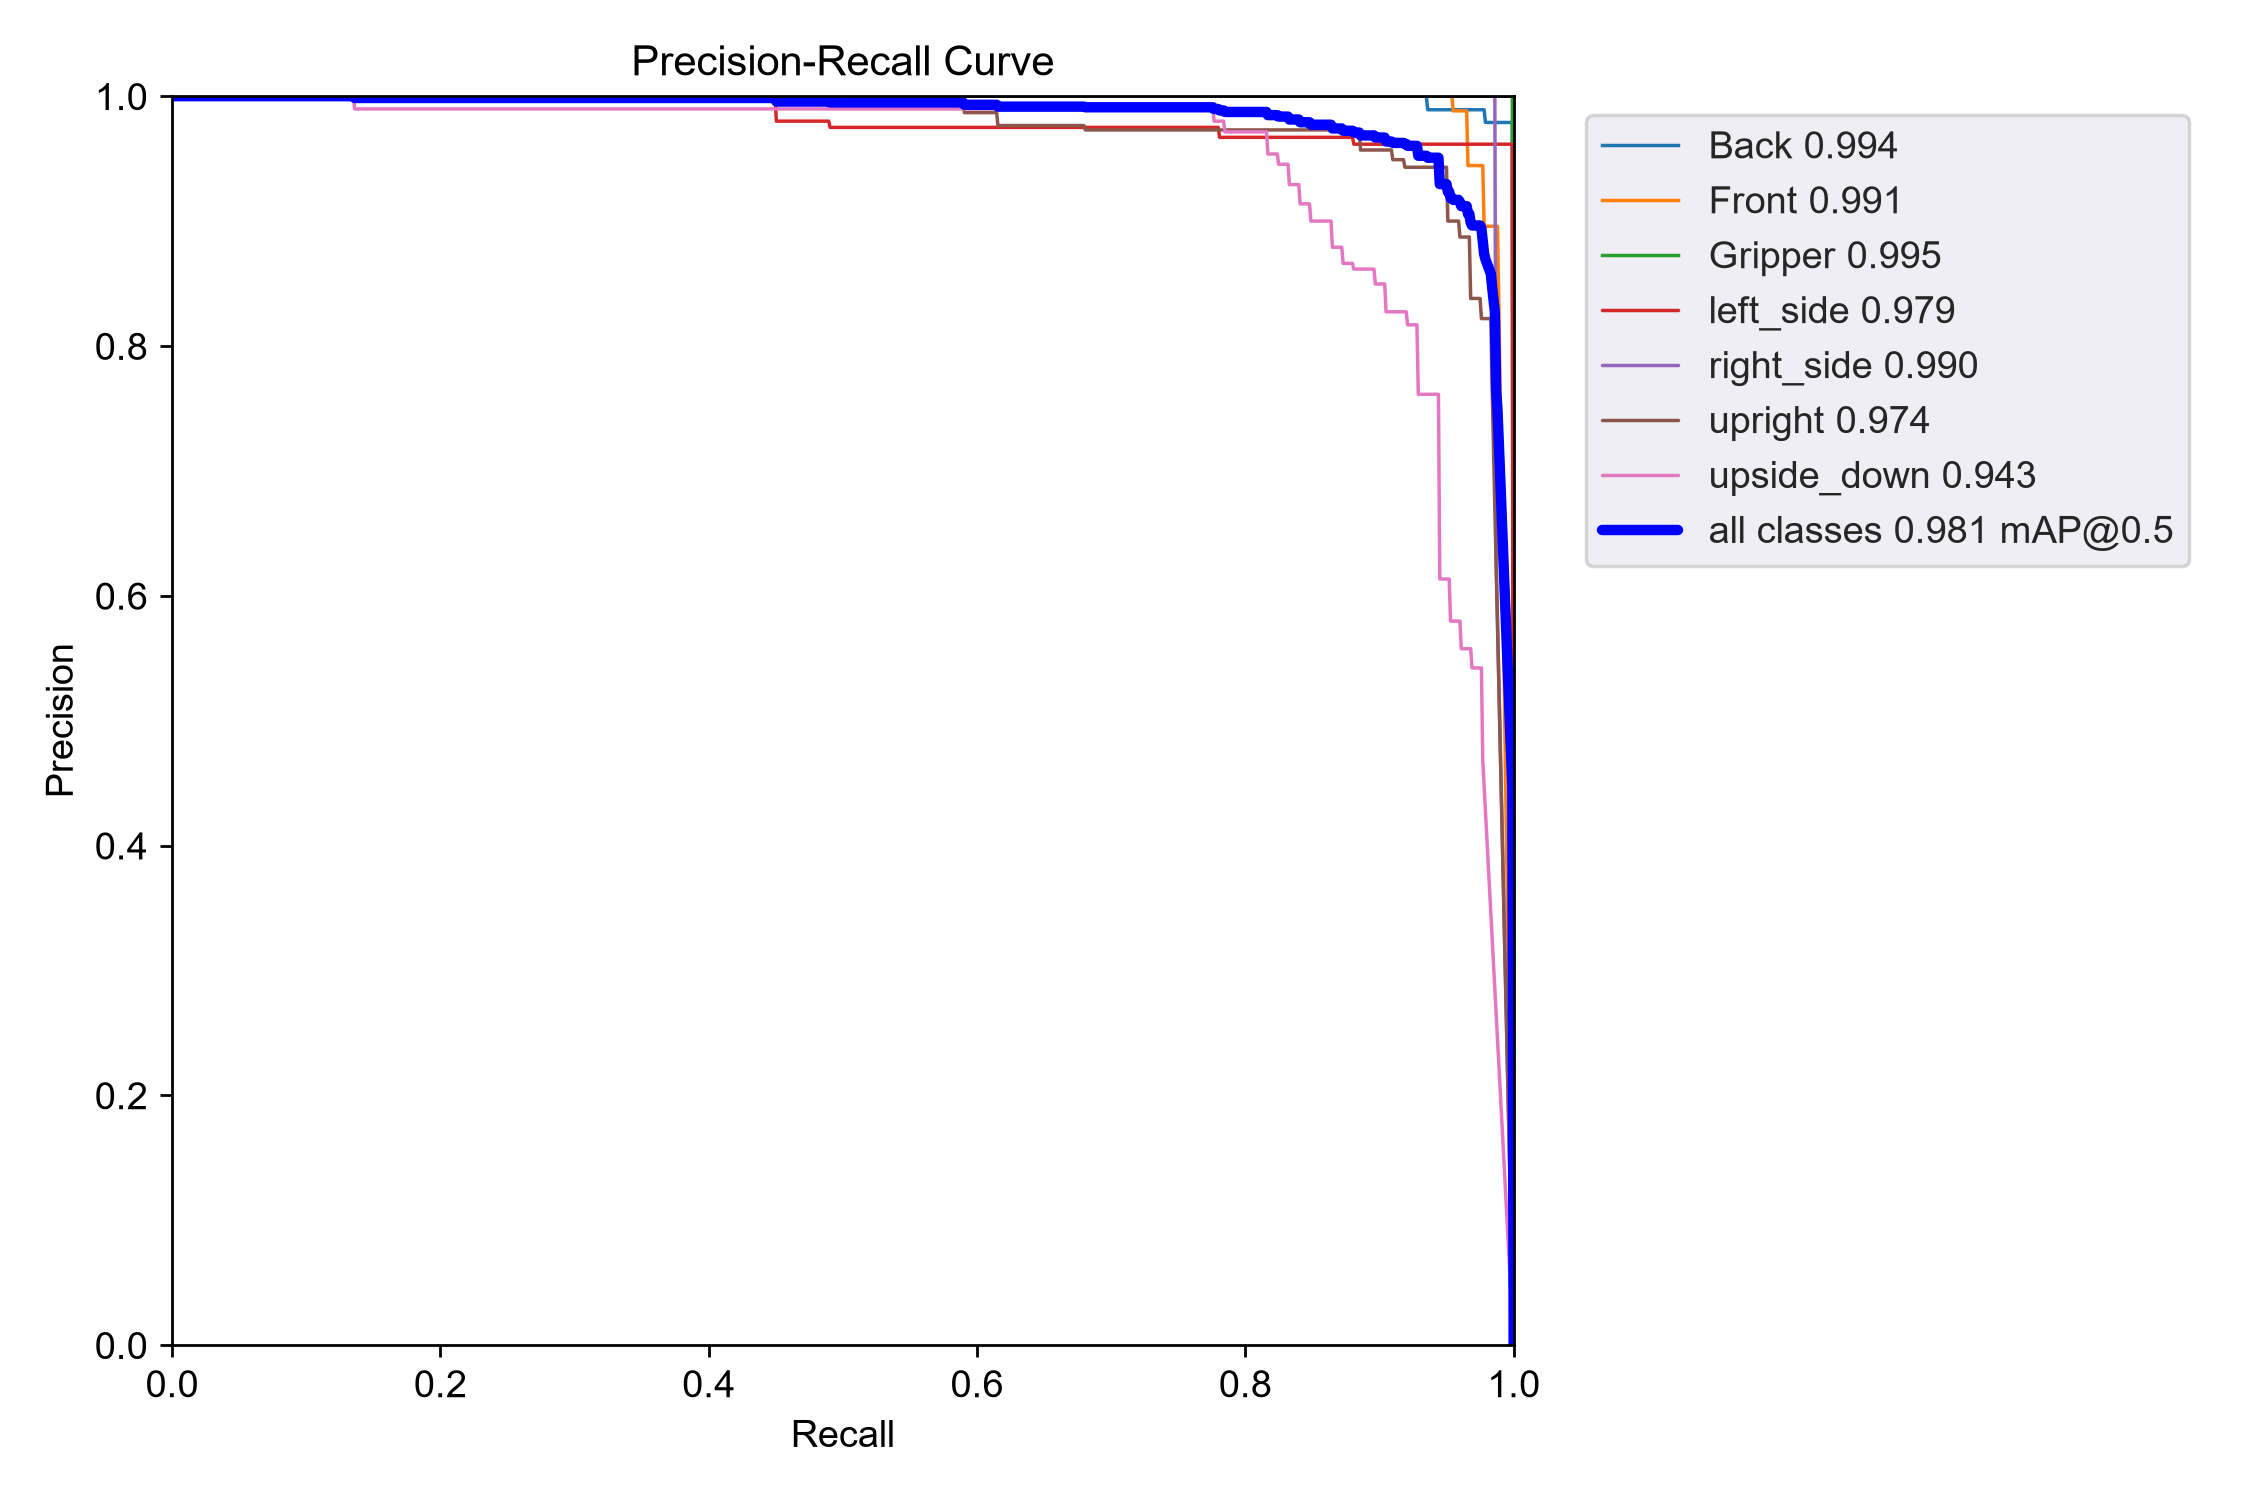 Precision-Recall Curve
1.0
0.8
0.6
0.4
0.2
0.0
Precision
0.0 0.2 0.4 0.6 0.8 1.0
Recall
Back 0.994
Front 0.991
Gripper 0.995
left_side 0.979
right_side 0.990
upright 0.974
upside_down 0.943
all classes 0.981 mAP@0.5